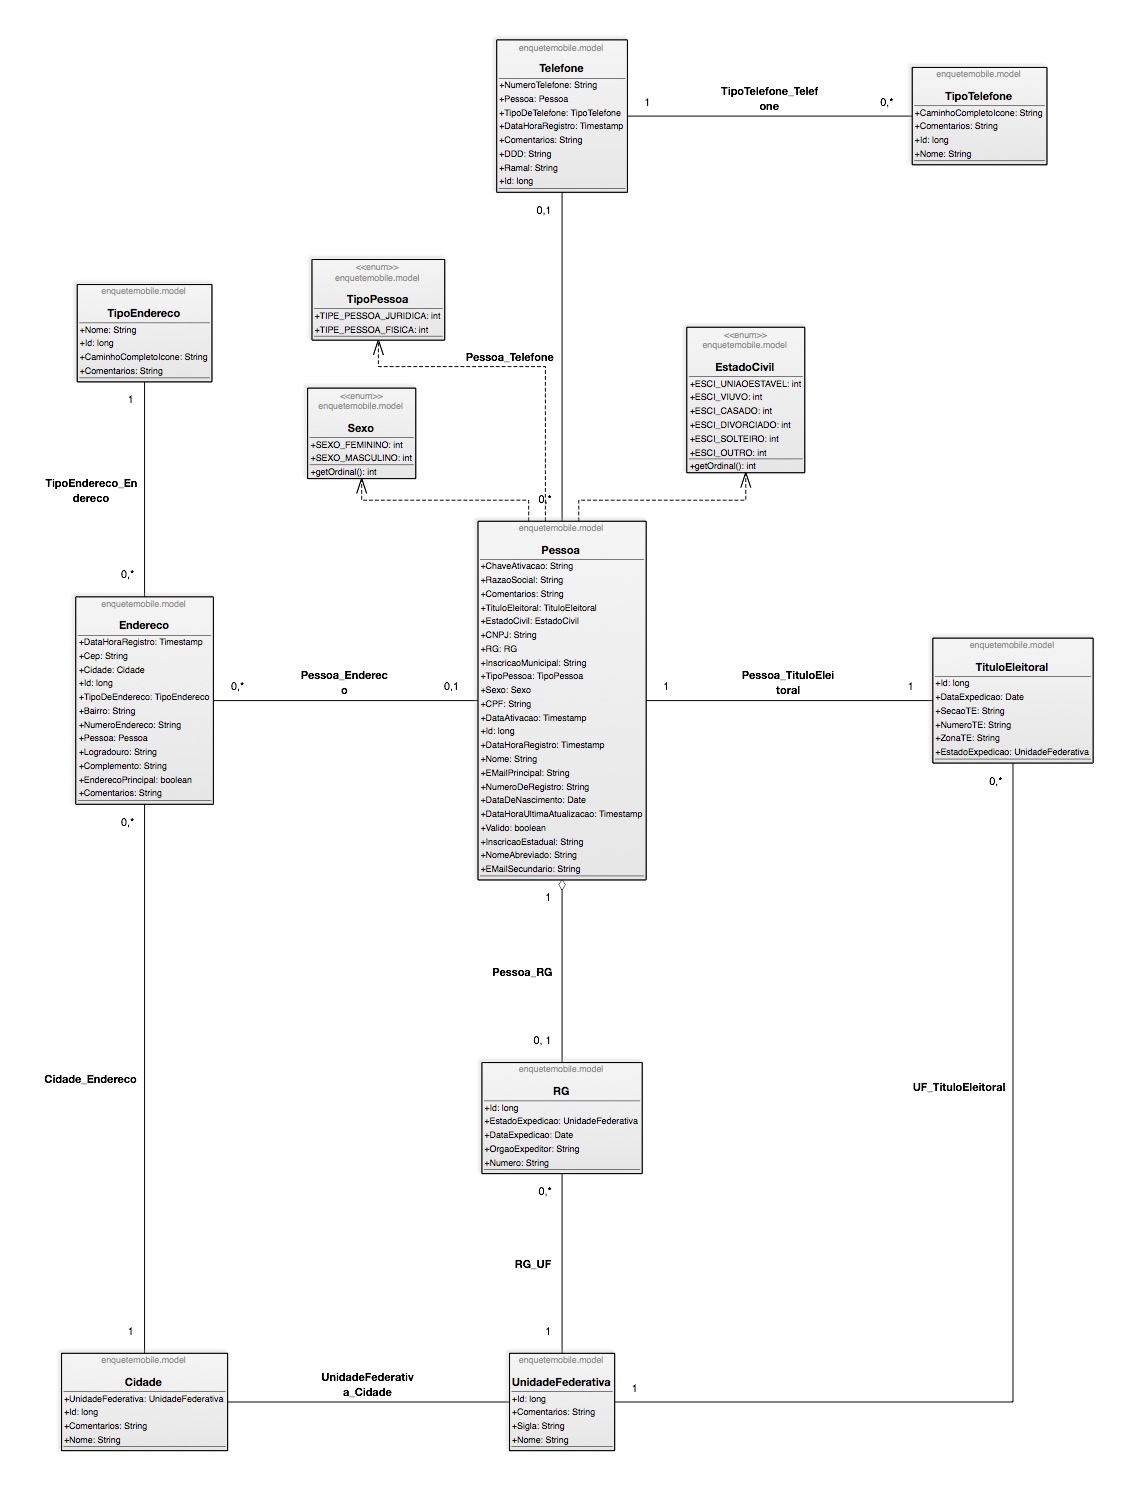 enquetemobile.model
Telefone
+NumeroTelefone: String
+Pessoa: Pessoa
+TipoDeTelefone: TipoTelefone
+DataHoraRegistro: Timestamp
+Comentarios: String
+DDD: String
+Ramal: String
+Id: long
1
TipoTelefone_Telef
one
0,*
enquetemobile.model
TipoTelefone
+CaminhoCompletoIcone: String
+Comentarios: String
+Id: long
+Nome: String
0,1
Pessoa_Telefone
0,*
<<enum>>
enquetemobile.model
TipoPessoa
+TIPE_PESSOA_JURIDICA: int
+TIPE_PESSOA_FISICA: int
enquetemobile.model
TipoEndereco
+Nome: String
+Id: long
+CaminhoCompletoIcone: String
+Comentarios: String
<<enum>>
enquetemobile.model
EstadoCivil
+ESCI_UNIAOESTAVEL: int
+ESCI_VIUVO: int
+ESCI_CASADO: int
+ESCI_DIVORCIADO: int
+ESCI_SOLTEIRO: int
+ESCI_OUTRO: int
+getOrdinal(): int
<<enum>>
enquetemobile.model
Sexo
+SEXO_FEMININO: int
+SEXO_MASCULINO: int
+getOrdinal(): int
1
TipoEndereco_En
dereco
0,*
enquetemobile.model
Endereco
+DataHoraRegistro: Timestamp
+Cep: String
+Cidade: Cidade
+Id: long
+TipoDeEndereco: TipoEndereco
+Bairro: String
+NumeroEndereco: String
+Pessoa: Pessoa
+Logradouro: String
+Complemento: String
+EnderecoPrincipal: boolean
+Comentarios: String
0,*
Pessoa_Enderec
o
0,1
enquetemobile.model
Pessoa
+ChaveAtivacao: String
+RazaoSocial: String
+Comentarios: String
+TituloEleitoral: TituloEleitoral
+EstadoCivil: EstadoCivil
+CNPJ: String
+RG: RG
+InscricaoMunicipal: String
+TipoPessoa: TipoPessoa
+Sexo: Sexo
+CPF: String
+DataAtivacao: Timestamp
+Id: long
+DataHoraRegistro: Timestamp
+Nome: String
+EMailPrincipal: String
+NumeroDeRegistro: String
+DataDeNascimento: Date
+DataHoraUltimaAtualizacao: Timestamp
+Valido: boolean
+InscricaoEstadual: String
+NomeAbreviado: String
+EMailSecundario: String
1
Pessoa_TituloElei
toral
1
enquetemobile.model
TituloEleitoral
+Id: long
+DataExpedicao: Date
+SecaoTE: String
+NumeroTE: String
+ZonaTE: String
+EstadoExpedicao: UnidadeFederativa
0,*
0,*
1
Pessoa_RG
0, 1
enquetemobile.model
RG
+Id: long
+EstadoExpedicao: UnidadeFederativa
+DataExpedicao: Date
+OrgaoExpeditor: String
+Numero: String
Cidade_Endereco
UF_TituloEleitoral
0,*
RG_UF
1
1
enquetemobile.model
Cidade
+UnidadeFederativa: UnidadeFederativa
+Id: long
+Comentarios: String
+Nome: String
UnidadeFederativ
a_Cidade
enquetemobile.model
UnidadeFederativa
+Id: long
+Comentarios: String
+Sigla: String
+Nome: String
1